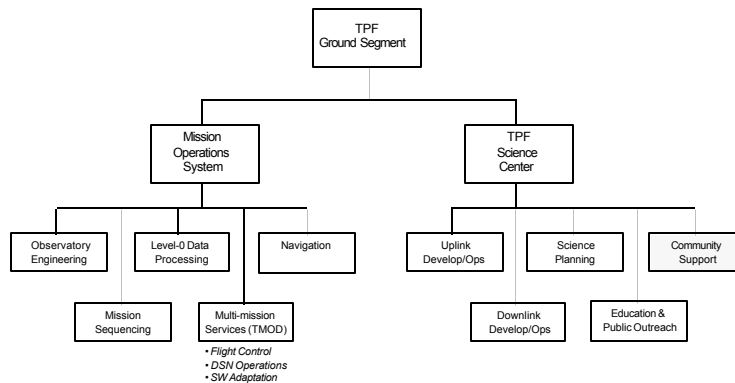 TPF
Ground Segment
Mission
Operations
System
TPF
Science
Center
Observatory
Engineering
Level-0 Data
Processing
Navigation
Uplink
Develop/Ops
Science
Planning
Community
Support
Mission
Sequencing
Multi-mission
Services (TMOD)
Downlink
Develop/Ops
Education &
Public Outreach
• Flight Control
• DSN Operations
• SW Adaptation